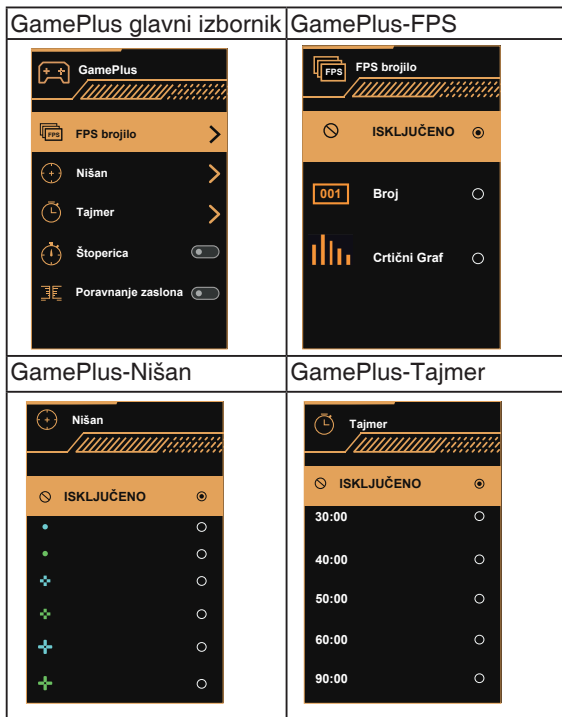 GamePlus glavni izbornik
GamePlus
FPS
FPS brojilo
Nišan
Tajmer
Štoperica
Poravnanje zaslona
GamePlus-FPS
FPS
FPS brojilo
ISKLJUČENO
001
Broj
Crtični Graf
GamePlus-Nišan
Nišan
ISKLJUČENO
GamePlus-Tajmer
Tajmer
ISKLJUČENO
30:00
40:00
50:00
60:00
90:00